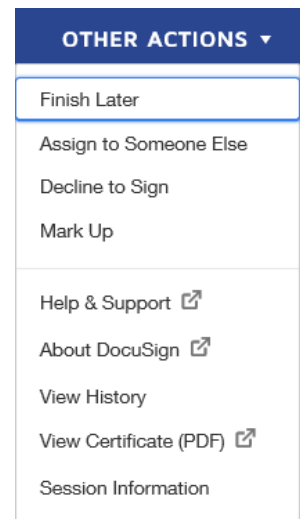 OTHER ACTIONS
Finish Later
Assign to Someone Else
Decline to Sign
Mark Up
Help & Support
About DocuSign
View History
View Certificate (PDF)
Session Information